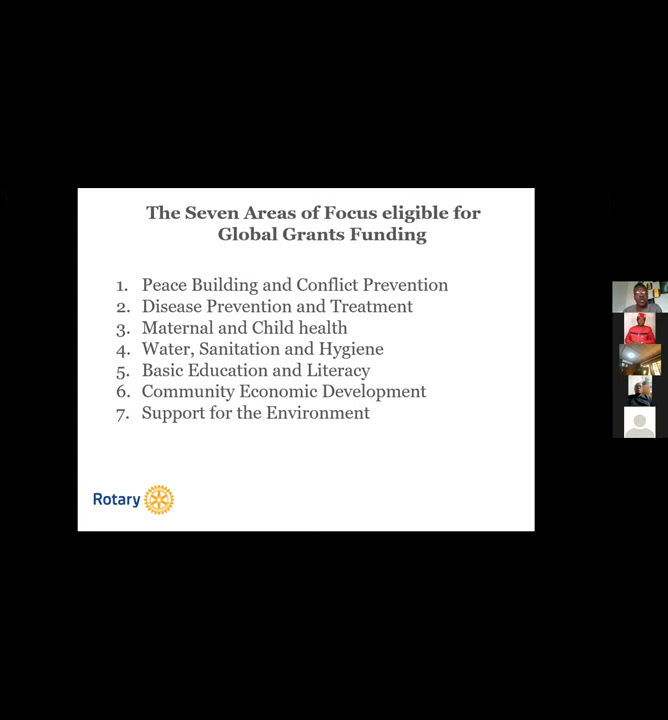 The Seven Areas of Focus eligible for
Global Grants Funding
1. Peace Building and Conflict Prevention
2. Disease Prevention and Treatment
3. Maternal and Child health
4. Water, Sanitation and Hygiene
5. Basic Education and Literacy
6. Community Economic Development
7. Support for the Environment
Rotary